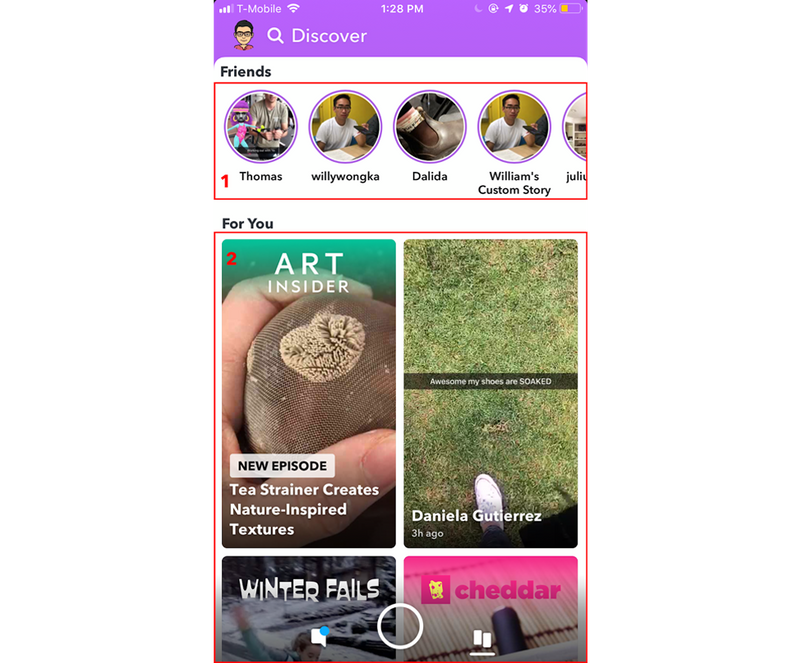 T-Mobile 1:28 PM 35%
Discover
Friends
1
Thomas willywongka Dalida William's
Custom Story
For You
2
ART
INSIDER
NEW EPISODE
Tea Strainer Creates
Nature-Inspired
Textures
Awesome my shoes are SOAKED
Daniela Gutierrez
3h ago
WINTER FAILS
cheddar